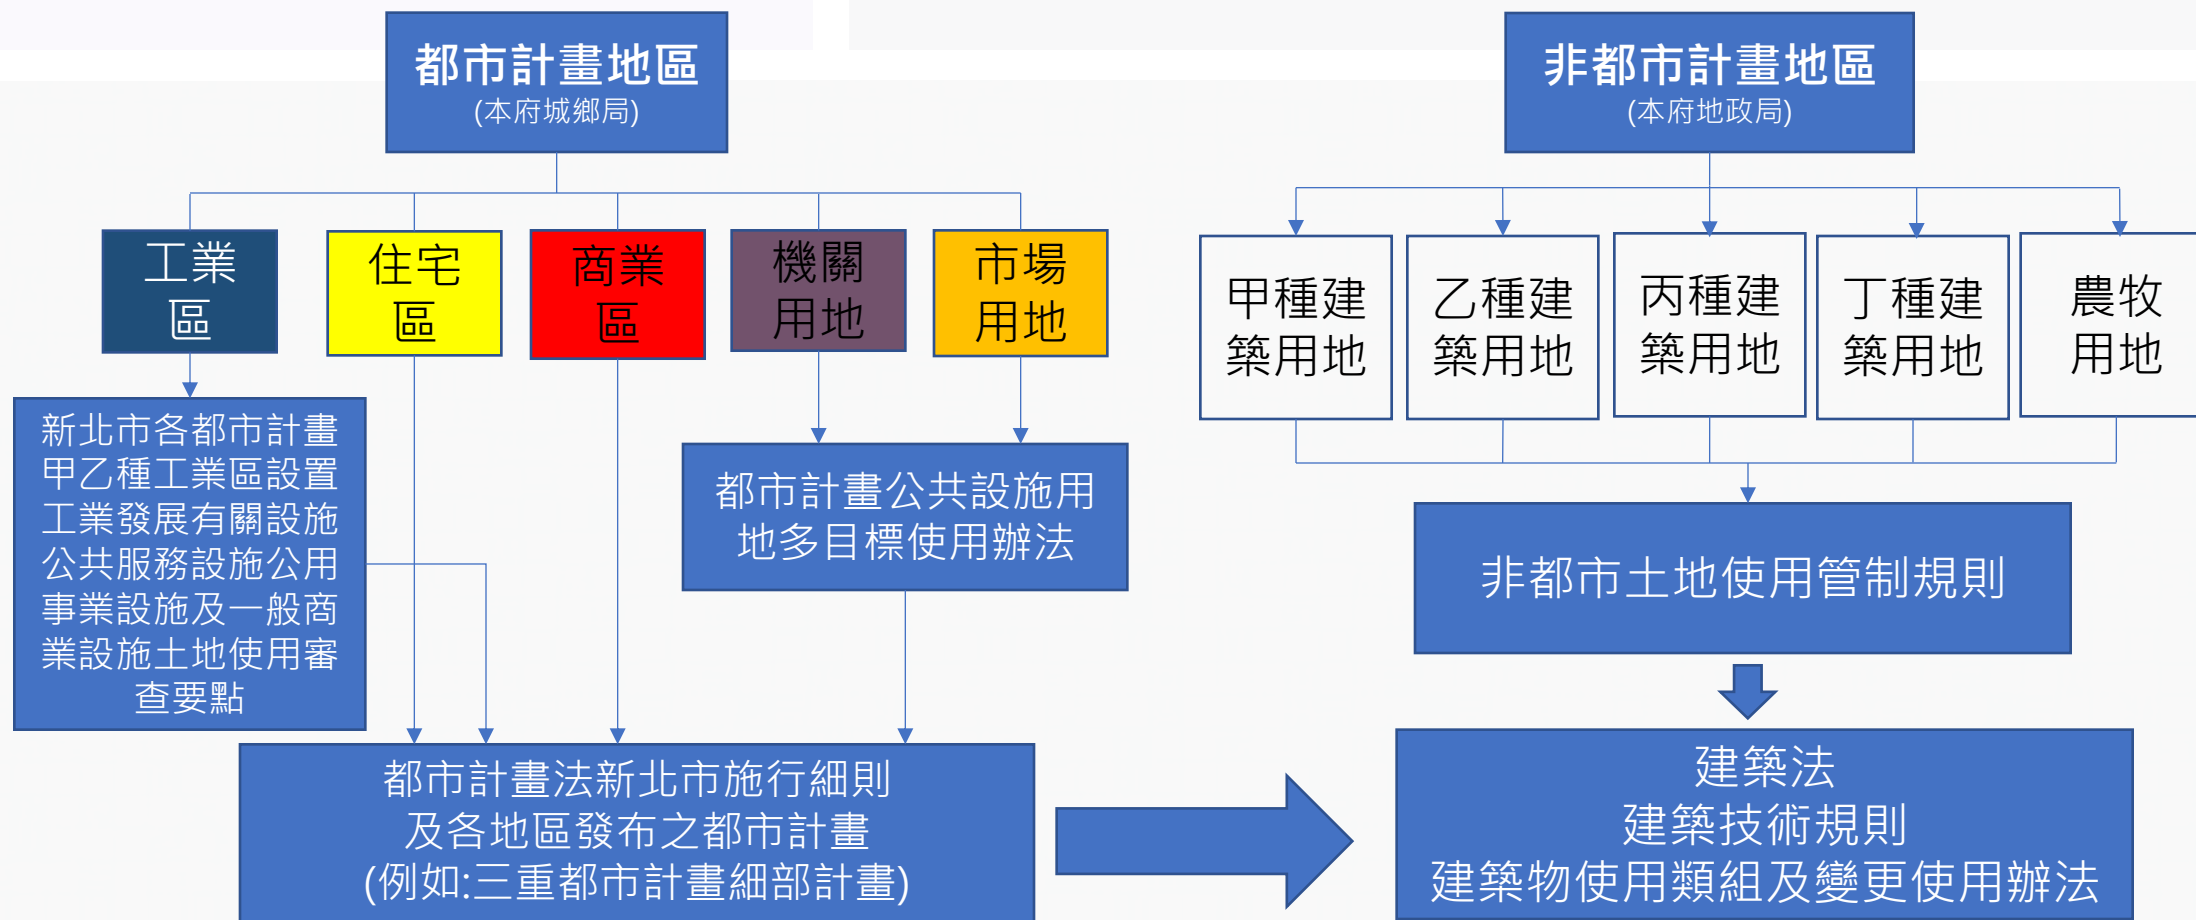 都市計畫地區
(本府城鄉局)
非都市計畫地區
(本府地政局)
工業
區
住宅
區
商業
區
機關
用地
市場
用地
甲種建
築用地
乙種建
築用地
丙種建
築用地
丁種建
築用地
農牧
用地
新北市各都市計畫
甲乙種工業區設置
工業發展有關設施
公共服務設施公用
事業設施及一般商
業設施土地使用審
查要點
都市計畫公共設施用
地多目標使用辦法
非都市土地使用管制規則
都市計畫法新北市施行細則
及各地區發布之都市計畫
(例如:三重都市計畫細部計畫)
建築法
建築技術規則
建築物使用類組及變更使用辦法